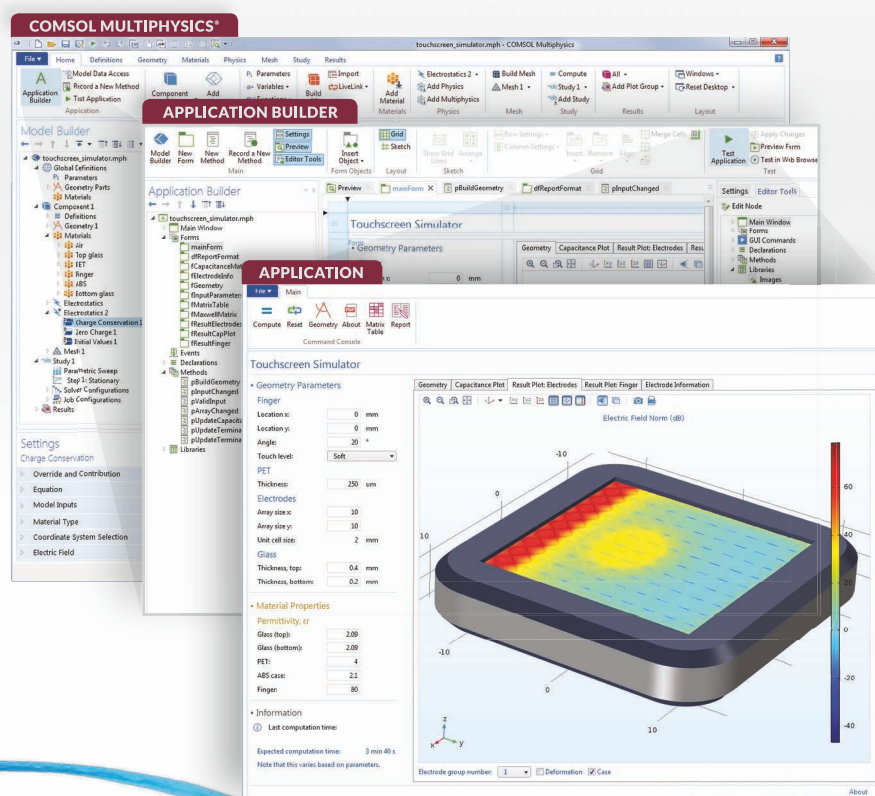 COMSOL MULTIPHYSICS®
touchscreen_simulator.mph - COMSOL Multiphysics
File Home Definitions Geometry Materials Physics Mesh Study Results
Application Builder
Model Data Access
Record a New Method
Test Application
Application
Component
Add
Pi Parameters
a= Variables
Import
LiveLink
Build
Add Material
Materials
Electrostatics 2
Add Physics
Add Multiphysics
Physics
Build Mesh
Mesh 1
Mesh
Compute
Study 1
Add Study
Study
All
Add Plot Group
Results
Windows
Reset Desktop
Layout
Model Builder
touchscreen_simulator.mph
Global Definitions
Pi Parameters
Geometry Parts
Materials
Component 1
Definitions
Geometry 1
Materials
Air
Top glass
PET
Finger
ABS
Bottom glass
Electrostatics
Electrostatics 2
Charge Conservation 1
Zero Charge 1
Initial Values 1
Mesh 1
Study 1
Parametric Sweep
Step 1: Stationary
Solver Configurations
Job Configurations
Results
Settings
Charge Conservation
Override and Contribution
Equation
Model Inputs
Material Type
Coordinate System Selection
Electric Field
APPLICATION BUILDER
Model Builder
New Form
New Method
Record a New Method
Settings
Preview
Editor Tools
Main
Insert Object
Form Objects
Grid
Sketch
Layout
Show Grid Lines
Arrange
Sketch
Row Settings
Column Settings
Insert
Remove
Align
Merge Cells
Grid
Test Application
Apply Changes
Preview Form
Test in Web Browse
Test
Application Builder
touchscreen_simulator.mph
Main Window
Forms
mainForm
dfReportFormat
fCapacitanceMat
fElectrodeInfo
fGeometry
fInputParameters
fMatrixTable
fMaxwellMatrix
fResultElectrodes
fResultCapPlot
fResultFinger
Events
Declarations
Methods
pBuildGeometry
pInputChanged
pValidInput
pArrayChanged
pUpdateCapacita
pUpdateTermina
pUpdateTermina
Libraries
Preview mainForm pBuildGeometry dfReportFormat pInputChanged
Touchscreen Simulator
Form
Geometry Parameters
0 mm
Geometry Capacitance Plot Result Plot: Electrodes Resu
Settings Editor Tools
Edit Node
Main Window
Forms
GUI Commands
Declarations
Methods
Libraries
Images
APPLICATION
File Main
Compute Reset Geometry About Matrix Table Report
Command Console
Touchscreen Simulator
Geometry Parameters
Finger
Location x: 0 mm
Location y: 0 mm
Angle: 20 °
Touch level: Soft
PET
Thickness: 250 um
Electrodes
Array size x: 10
Array size y: 10
Unit cell size: 2 mm
Glass
Thickness, top: 0.4 mm
Thickness, bottom: 0.2 mm
Material Properties
Permittivity, εr
Glass (top): 2.09
Glass (bottom): 2.09
PET: 4
ABS case: 2.1
Finger: 80
Information
Last computation time:
Expected computation time: 3 min 40 s
Note that this varies based on parameters.
Geometry Capacitance Plot Result Plot: Electrodes Result Plot: Finger Electrode Information
Electric Field Norm (dB)
-10
0
10
-10
0
10
60
40
20
0
-20
-40
z
x
y
Electrode group number: 1 Deformation Case
About